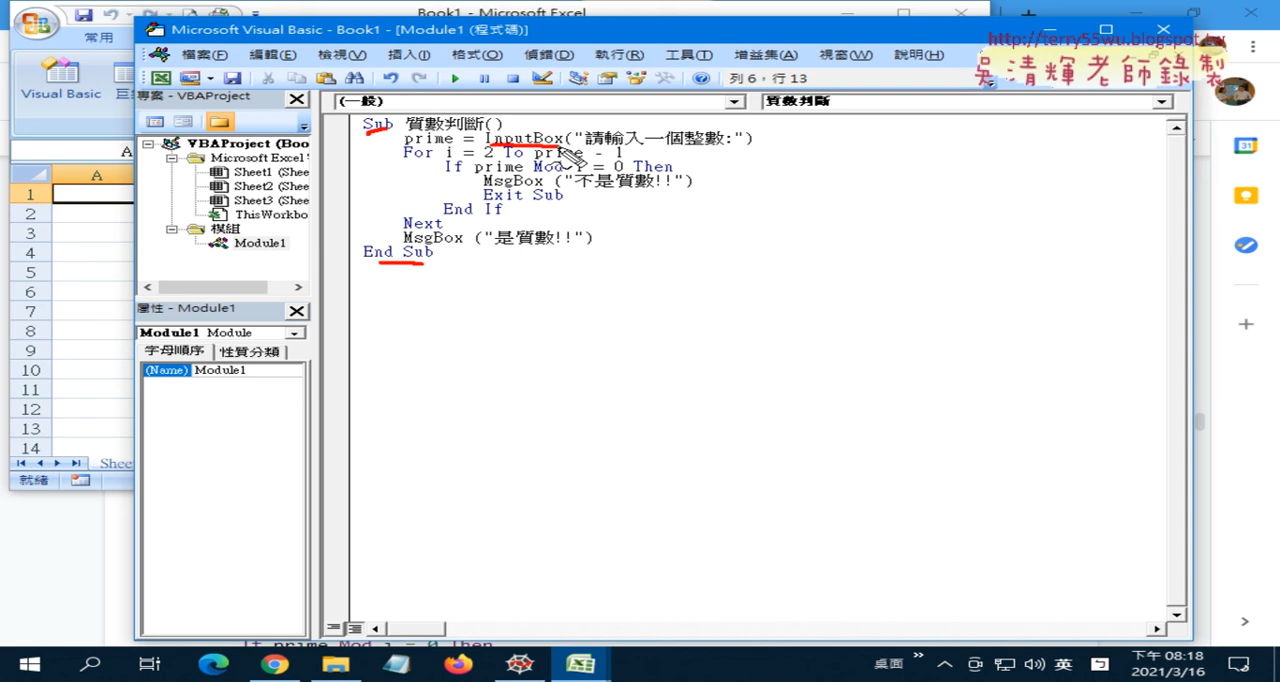 Book1 - Microsoft Excel
常用
Visual Basic
Microsoft Visual Basic - Book1 - [Module1 (程式碼)]
檔案(F) 編輯(E) 檢視(V) 插入(I) 格式(O) 偵錯(D) 執行(R) 工具(T) 增益集(A) 視窗(W) 說明(H)
http://terry55wu.blogspot.tw
吳清輝老師錄製
列 6，行 13
專案 - VBAProject
(一般)
質數判斷
VBAProject (Boo
Microsoft Excel
Sheet1 (Shee
Sheet2 (Shee
Sheet3 (Shee
ThisWorkbo
模組
Module1
Sub 質數判斷()
prime = InputBox("請輸入一個整數:")
For i = 2 To prime - 1
If prime Mod i = 0 Then
MsgBox ("不是質數!!")
Exit Sub
End If
Next
MsgBox ("是質數!!")
End Sub
屬性 - Module1
Module1 Module
字母順序 性質分類
(Name) Module1
A1
A
1
2
3
4
5
6
7
8
9
10
11
12
13
14
Shee
就緒
31
If prime Mod i = 0 Then
桌面
英
下午 08:18
2021/3/16